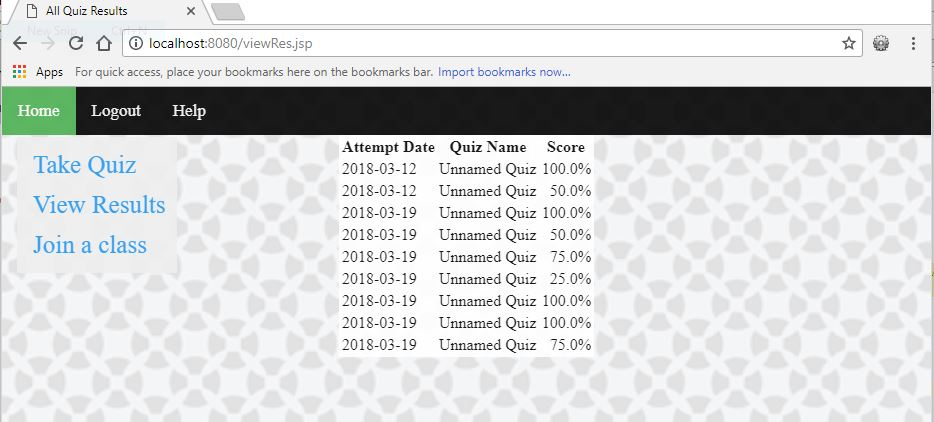 All Quiz Results
localhost:8080/viewRes.jsp
Apps For quick access, place your bookmarks here on the bookmarks bar. Import bookmarks now...
Home Logout Help
Take Quiz
View Results
Join a class
Attempt Date Quiz Name Score
2018-03-12 Unnamed Quiz 100.0%
2018-03-12 Unnamed Quiz 50.0%
2018-03-19 Unnamed Quiz 100.0%
2018-03-19 Unnamed Quiz 50.0%
2018-03-19 Unnamed Quiz 75.0%
2018-03-19 Unnamed Quiz 25.0%
2018-03-19 Unnamed Quiz 100.0%
2018-03-19 Unnamed Quiz 100.0%
2018-03-19 Unnamed Quiz 75.0%